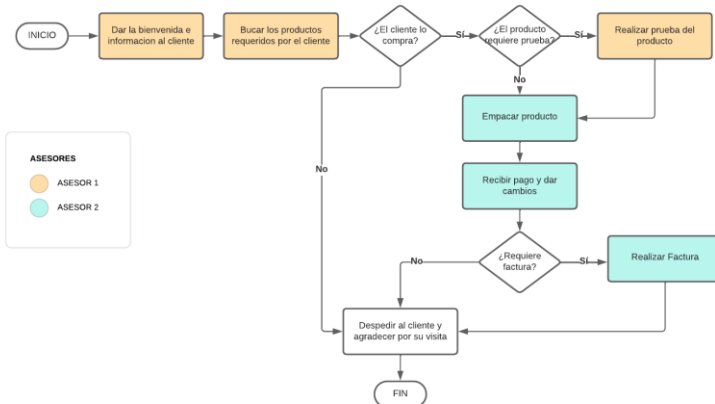 INICIO
Dar la bienvenida e
informacion al cliente
Bucar los productos
requeridos por el cliente
¿El cliente lo
compra?
Sí
¿El producto
requiere prueba?
Sí
Realizar prueba del
producto
No
Empacar producto
ASESORES
ASESOR 1
ASESOR 2
No
Recibir pago y dar
cambios
¿Requiere
factura?
No
Sí
Realizar Factura
Despedir al cliente y
agradecer por su visita
FIN